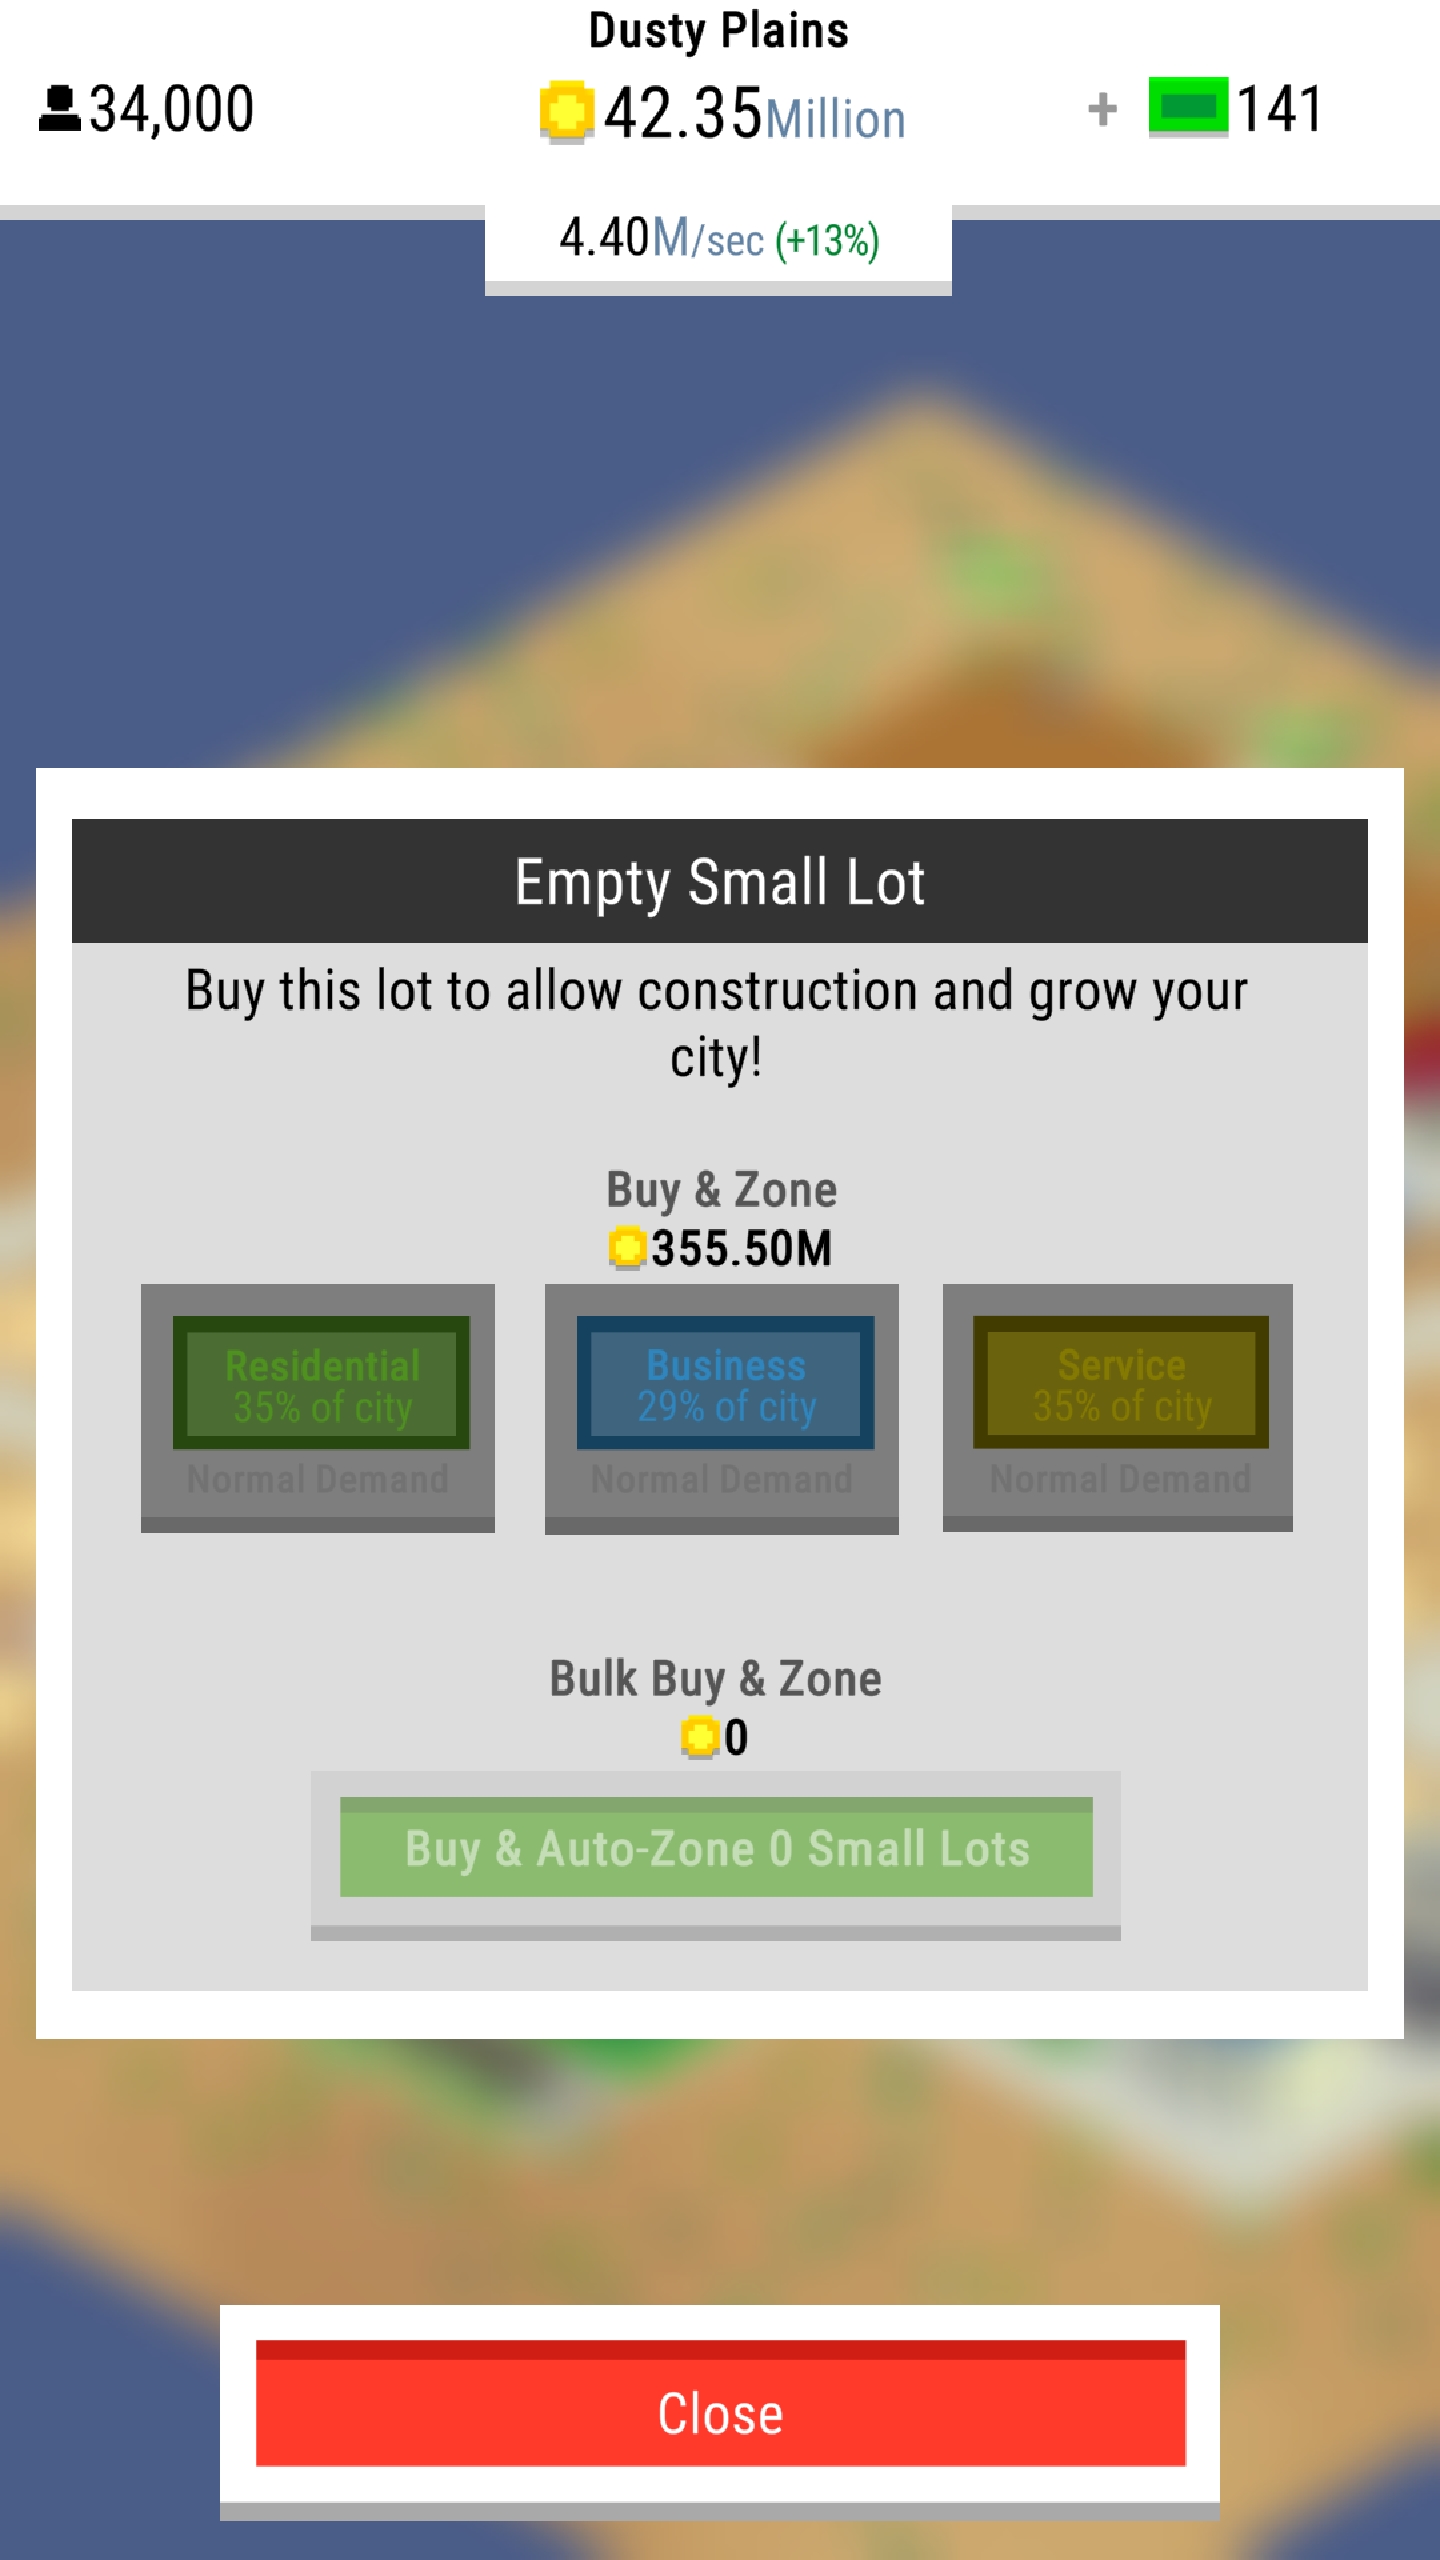 Dusty Plains
34,000
42.35Million
+ 141
4.40M/sec (+13%)
Empty Small Lot
Buy this lot to allow construction and grow your
city!
Buy & Zone
355.50M
Residential
35% of city
Normal Demand
Business
29% of city
Normal Demand
Service
35% of city
Normal Demand
Bulk Buy & Zone
0
Buy & Auto-Zone 0 Small Lots
Close